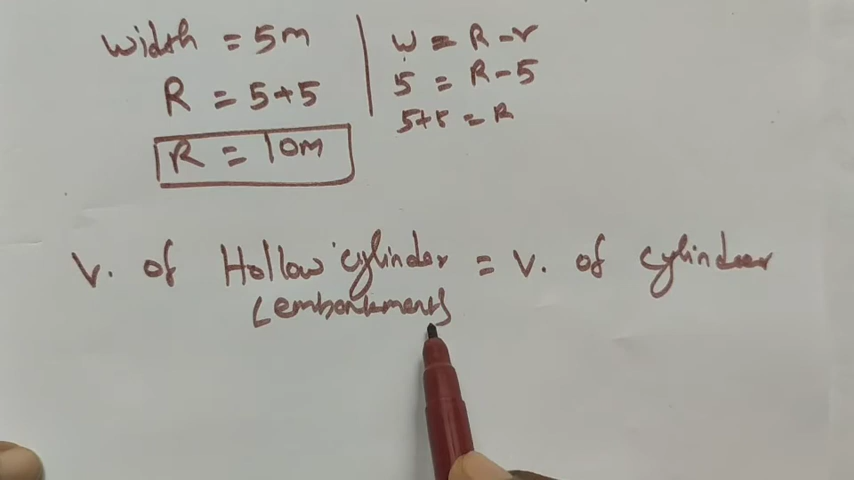 width = 5m
R = 5+5
R = 10m
w = R-r
5 = R-5
5+5 = R
V. of Hollow cylinder = V. of cylinder
(embankment)